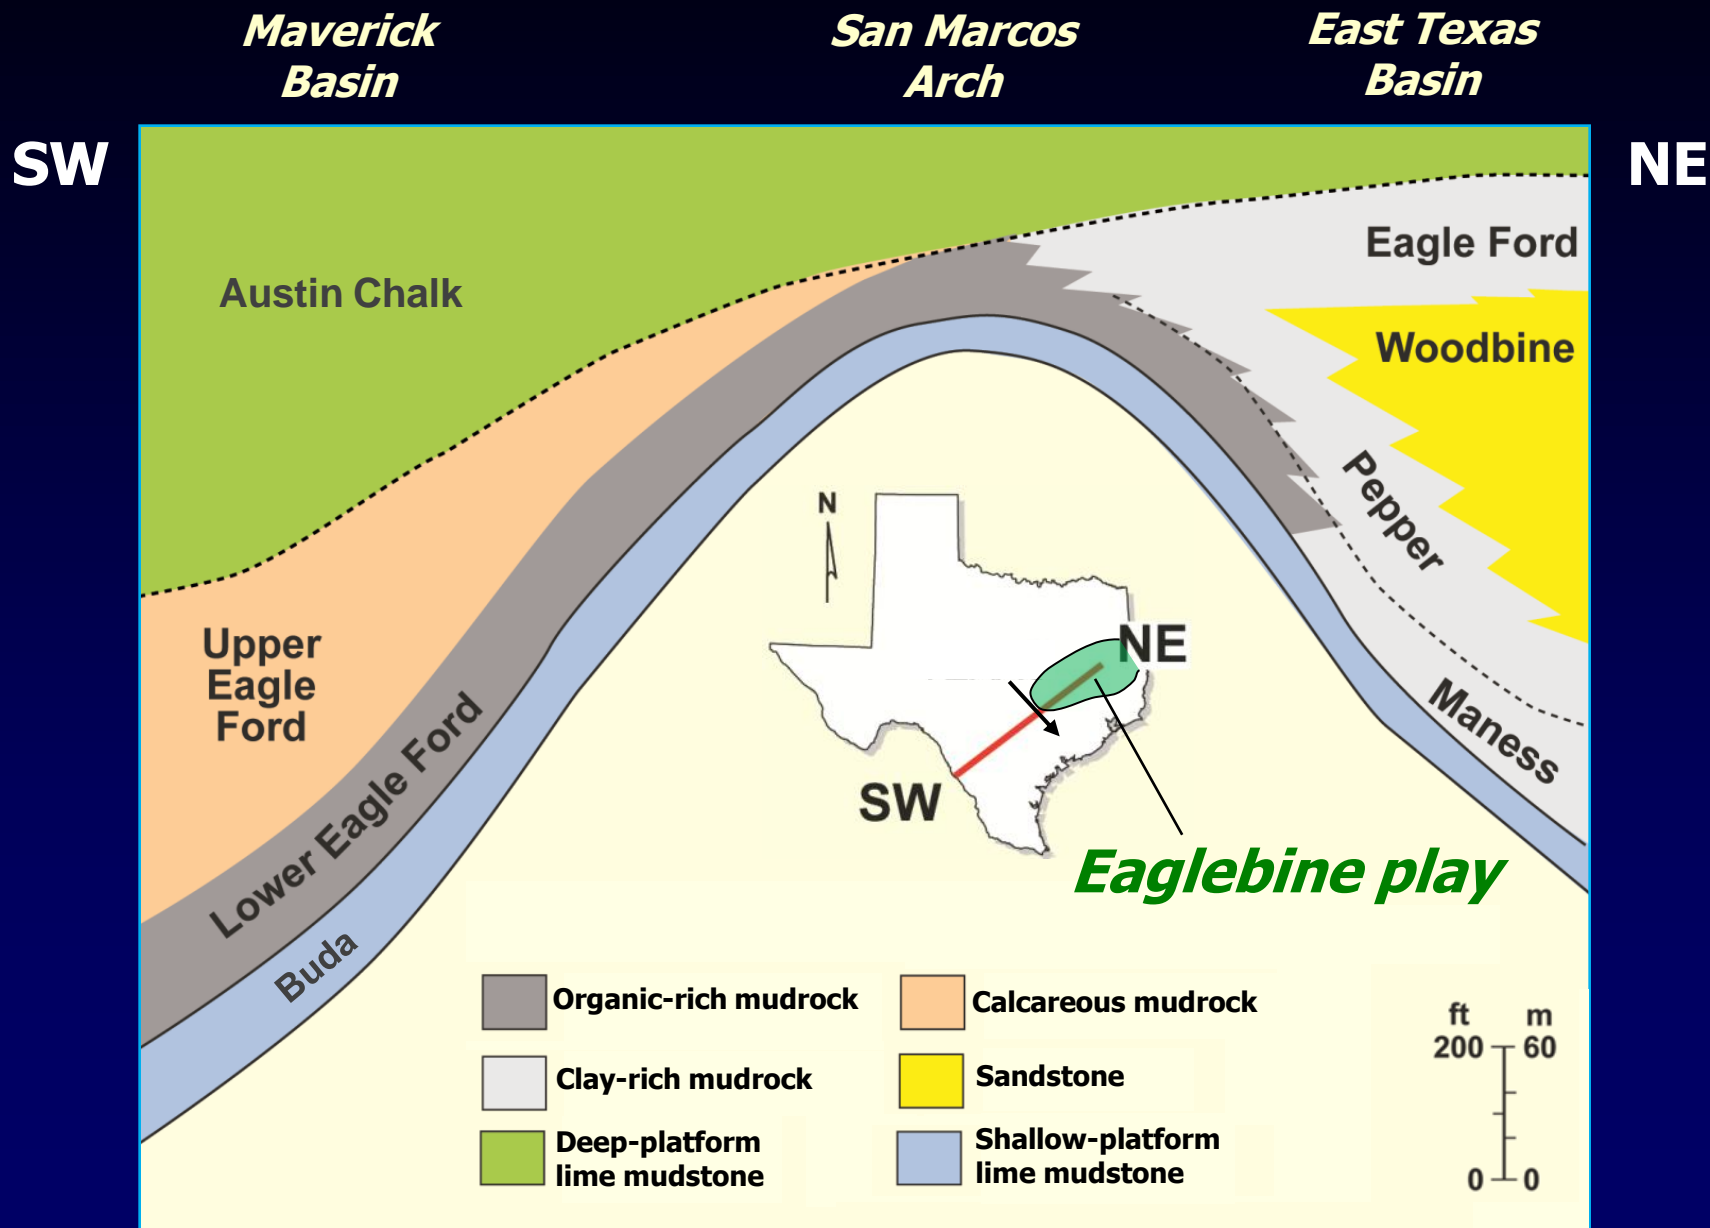 Maverick
Basin
San Marcos
Arch
East Texas
Basin
SW
NE
Austin Chalk
Eagle Ford
Woodbine
Pepper
Maness
Upper
Eagle
Ford
Lower Eagle Ford
Buda
N
NE
SW
Eaglebine play
Organic-rich mudrock
Calcareous mudrock
Clay-rich mudrock
Sandstone
Deep-platform
lime mudstone
Shallow-platform
lime mudstone
ft m
200 60
0 0